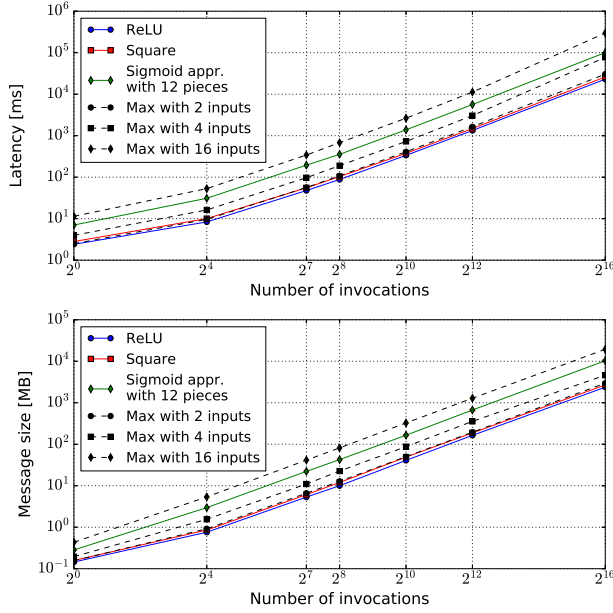 10^6
10^5
10^4
10^3
10^2
10^1
10^0
Latency [ms]
ReLU
Square
Sigmoid appr.
with 12 pieces
Max with 2 inputs
Max with 4 inputs
Max with 16 inputs
2^0 2^4 2^7 2^8 2^10 2^12 2^16
Number of invocations
10^5
10^4
10^3
10^2
10^1
10^0
10^-1
Message size [MB]
ReLU
Square
Sigmoid appr.
with 12 pieces
Max with 2 inputs
Max with 4 inputs
Max with 16 inputs
2^0 2^4 2^7 2^8 2^10 2^12 2^16
Number of invocations